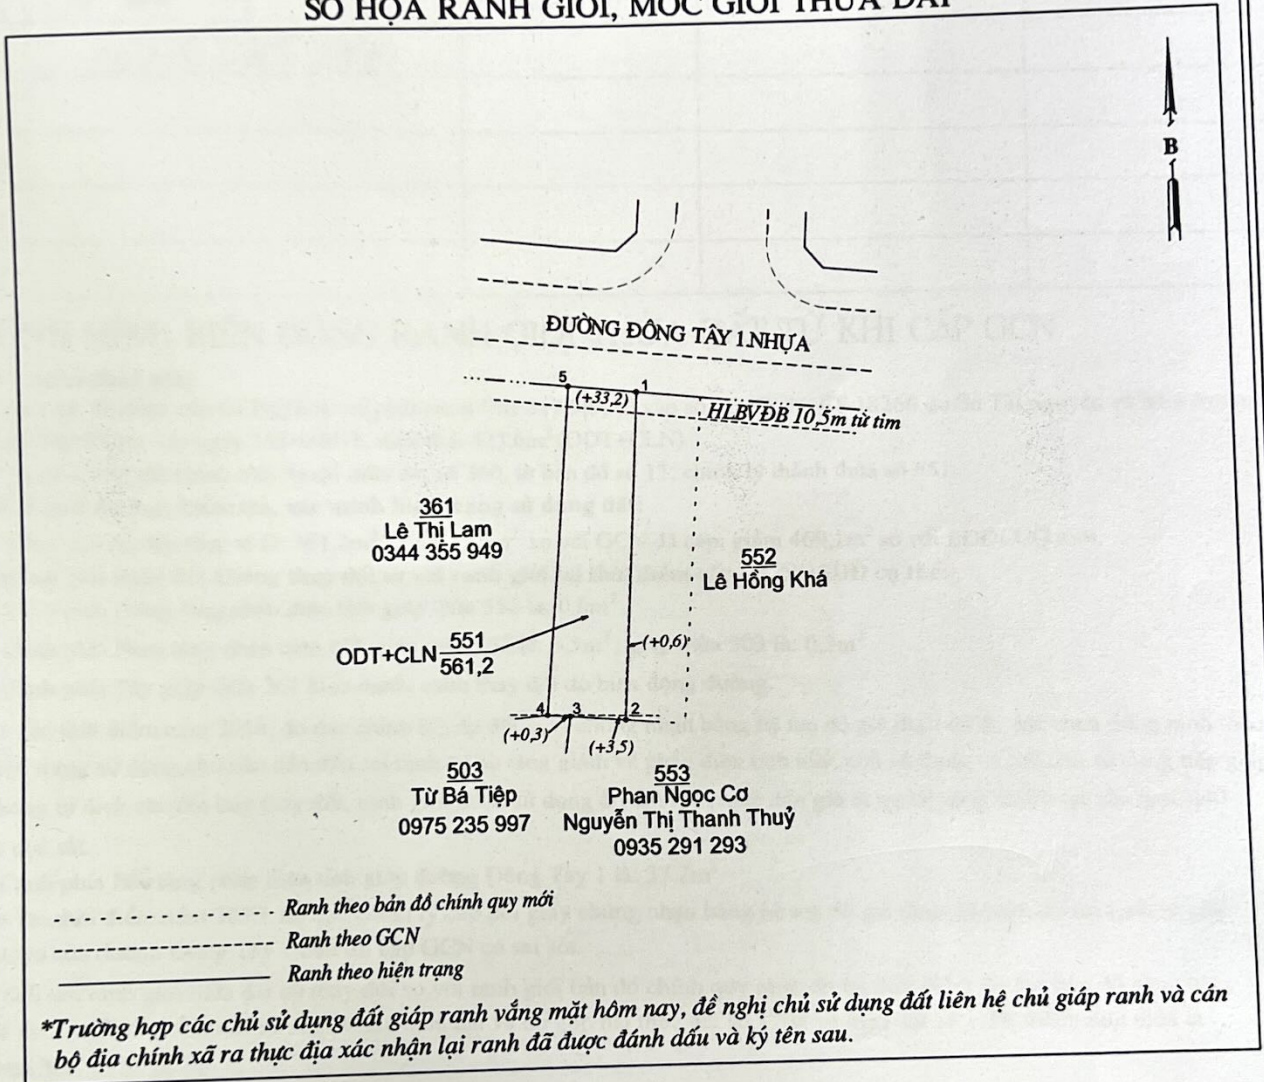 SƠ HỌA RANH GIỚI, MỐC GIỚI THỬA ĐẤT
B
ĐƯỜNG ĐÔNG TÂY 1.NHỰA
5
1
(+33,2)
HLBVĐB 10,5m từ tim
361
Lê Thị Lam
0344 355 949
552
Lê Hồng Khá
ODT+CLN
551
561,2
(+0,6)
4
3
2
(+0,3)
(+3,5)
503
Từ Bá Tiệp
0975 235 997
553
Phan Ngọc Cơ
Nguyễn Thị Thanh Thuỷ
0935 291 293
Ranh theo bản đồ chính quy mới
Ranh theo GCN
Ranh theo hiện trạng
*Trường hợp các chủ sử dụng đất giáp ranh vắng mặt hôm nay, đề nghị chủ sử dụng đất liên hệ chủ giáp ranh và cán
bộ địa chính xã ra thực địa xác nhận lại ranh đã được đánh dấu và ký tên sau.